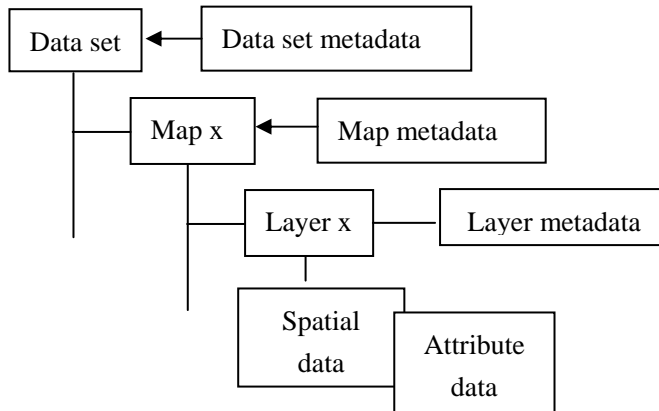 Data set
Data set metadata
Map x
Map metadata
Layer x
Layer metadata
Spatial
data
Attribute
data